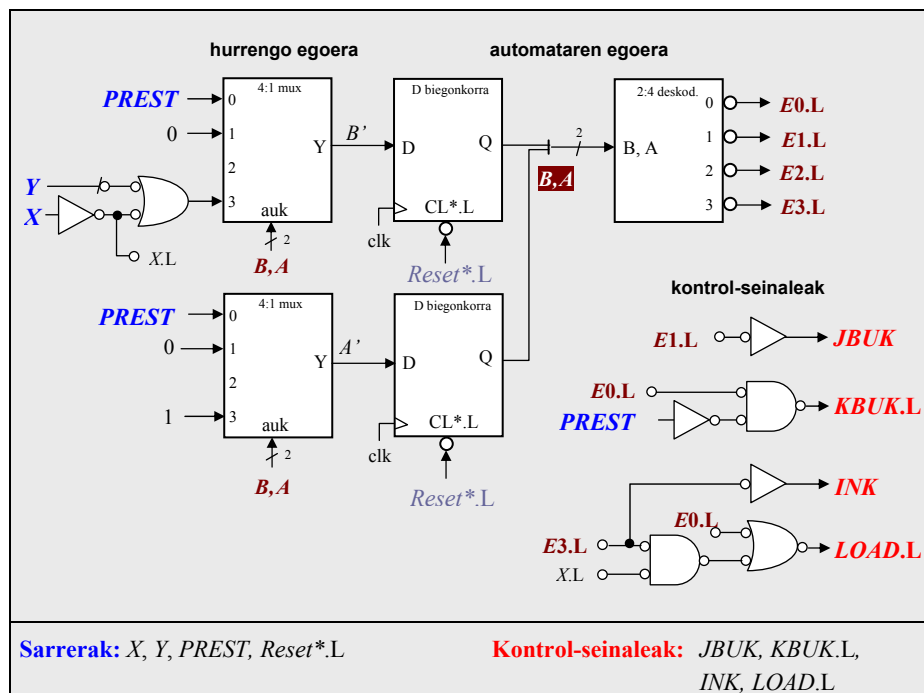 hurrengo egoera
automataren egoera
4:1 mux
PREST
0
0
1
2
3
Y
B’
auk
2
B,A
Y
X
X.L
D biegonkorra
D
Q
CL*.L
clk
Reset*.L
B,A
2
2:4 deskod.
B, A
0
1
2
3
E0.L
E1.L
E2.L
E3.L
4:1 mux
PREST
0
0
1
2
1
3
Y
A’
auk
2
B,A
D biegonkorra
D
Q
CL*.L
clk
Reset*.L
kontrol-seinaleak
E1.L
JBUK
E0.L
PREST
KBUK.L
INK
E0.L
E3.L
X.L
LOAD.L
Sarrerak: X, Y, PREST, Reset*.L
Kontrol-seinaleak: JBUK, KBUK.L,
INK, LOAD.L